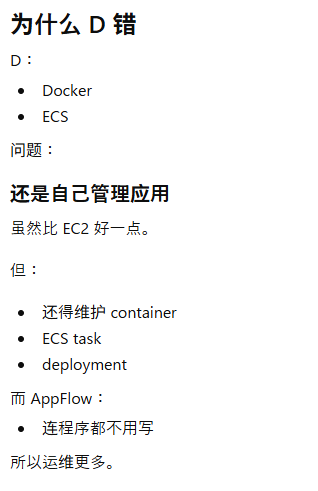 为什么 D 错
D：
• Docker
• ECS
问题：
还是自己管理应用
虽然比 EC2 好一点。
但：
• 还得维护 container
• ECS task
• deployment
而 AppFlow：
• 连程序都不用写
所以运维更多。